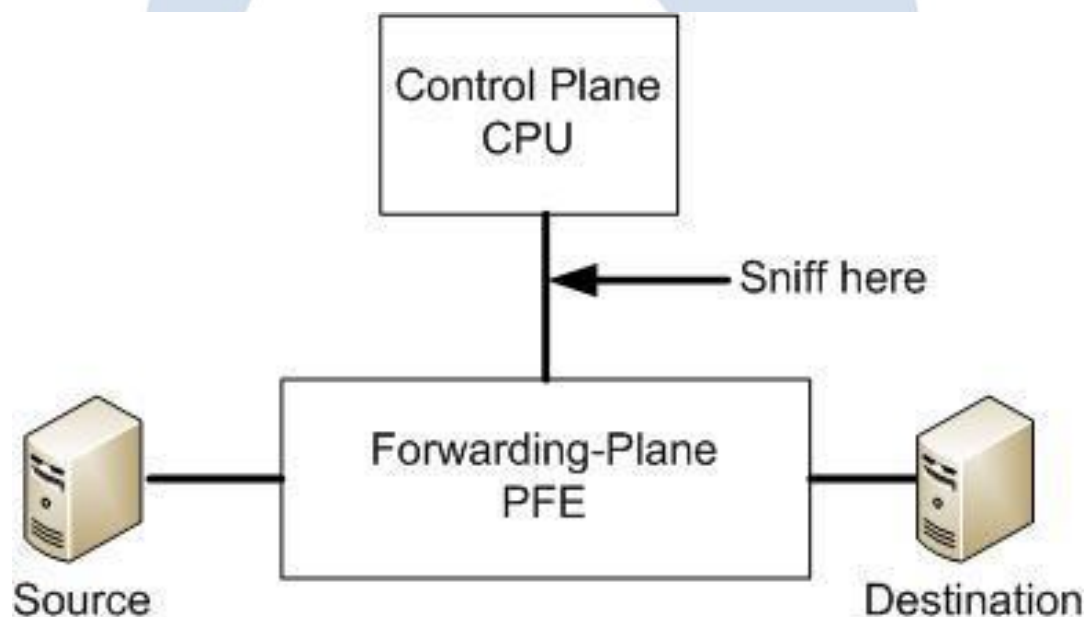 Control Plane
CPU
Sniff here
Forwarding-Plane
PFE
Source
Destination